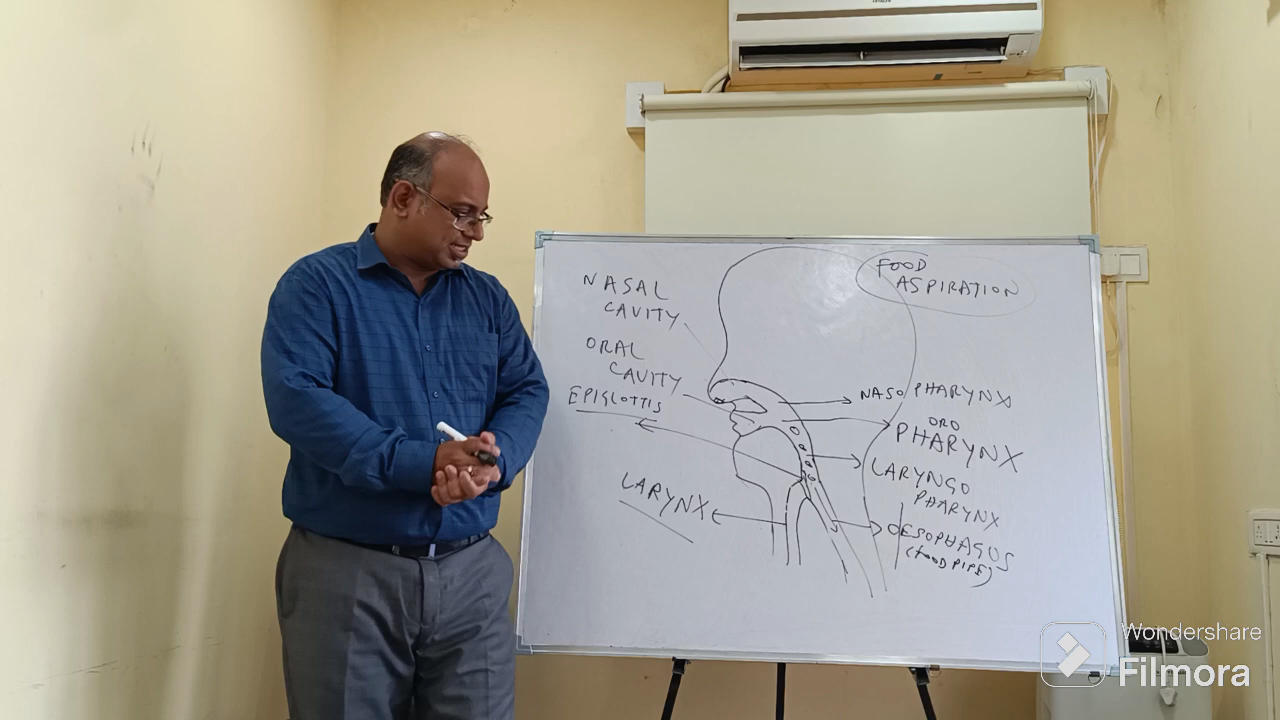 FOOD
ASPIRATION
NASAL
CAVITY
ORAL
CAVITY
EPIGLOTTIS
LARYNX
NASOPHARYNX
ORO
PHARYNX
LARYNGO
PHARYNX
OESOPHAGUS
(FOOD PIPE)
Wondershare
Filmora